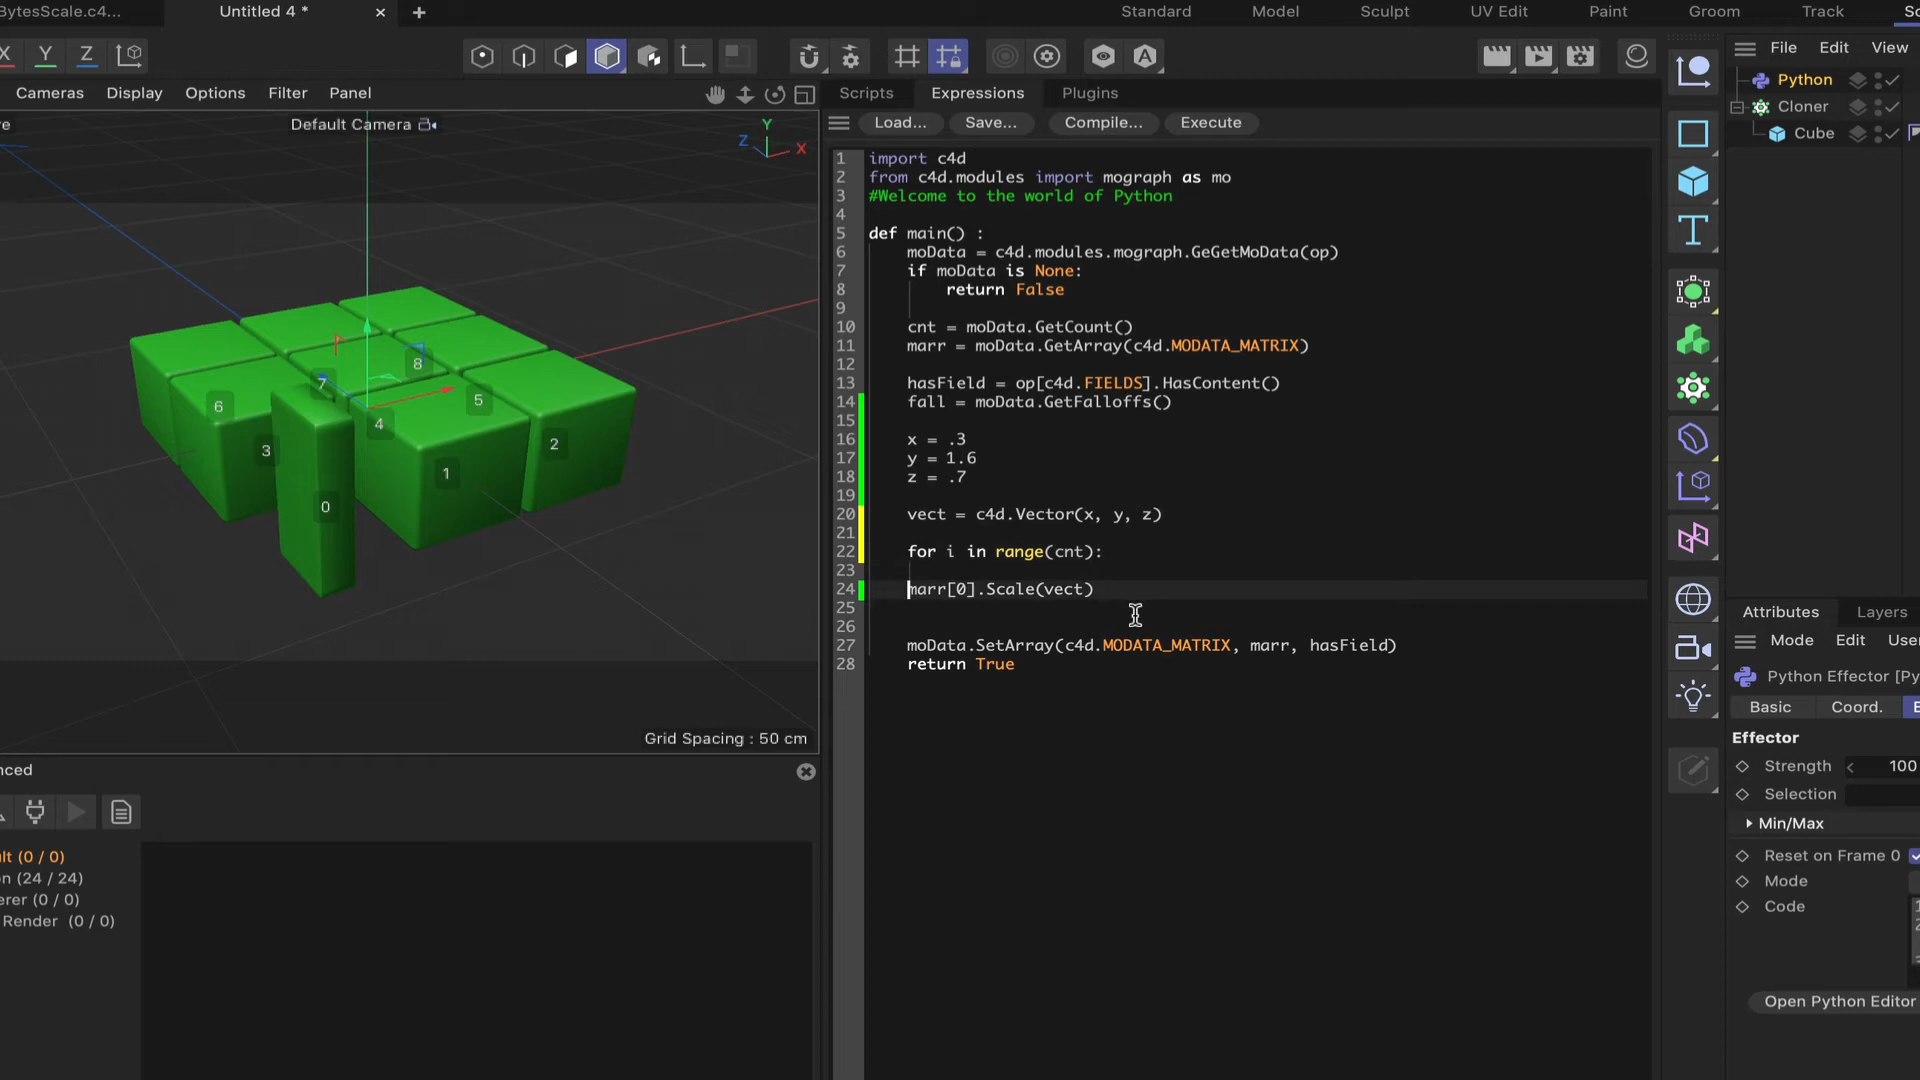 BytesScale.c4...
Untitled 4 *
Standard
Model
Sculpt
UV Edit
Paint
Groom
Track
X
Y
Z
File
Edit
View
Cameras
Display
Options
Filter
Panel
Scripts
Expressions
Plugins
Python
Cloner
Cube
Default Camera
Y
Z
X
Load...
Save...
Compile...
Execute
1 import c4d
2 from c4d.modules import mograph as mo
3 #Welcome to the world of Python
4
5 def main() :
6 moData = c4d.modules.mograph.GeGetMoData(op)
7 if moData is None:
8 return False
9
10 cnt = moData.GetCount()
11 marr = moData.GetArray(c4d.MODATA_MATRIX)
12
13 hasField = op[c4d.FIELDS].HasContent()
14 fall = moData.GetFalloffs()
15
16 x = .3
17 y = 1.6
18 z = .7
19
20 vect = c4d.Vector(x, y, z)
21
22 for i in range(cnt):
23
24 marr[0].Scale(vect)
25
26
27 moData.SetArray(c4d.MODATA_MATRIX, marr, hasField)
28 return True
8
7
6
5
4
3
2
1
0
Grid Spacing : 50 cm
nced
lt (0 / 0)
n (24 / 24)
erer (0 / 0)
Render (0 / 0)
Attributes
Layers
Mode
Edit
User
Python Effector [Py
Basic
Coord.
Effector
Strength
100
Selection
Min/Max
Reset on Frame 0
Mode
Code
1
2
Open Python Editor